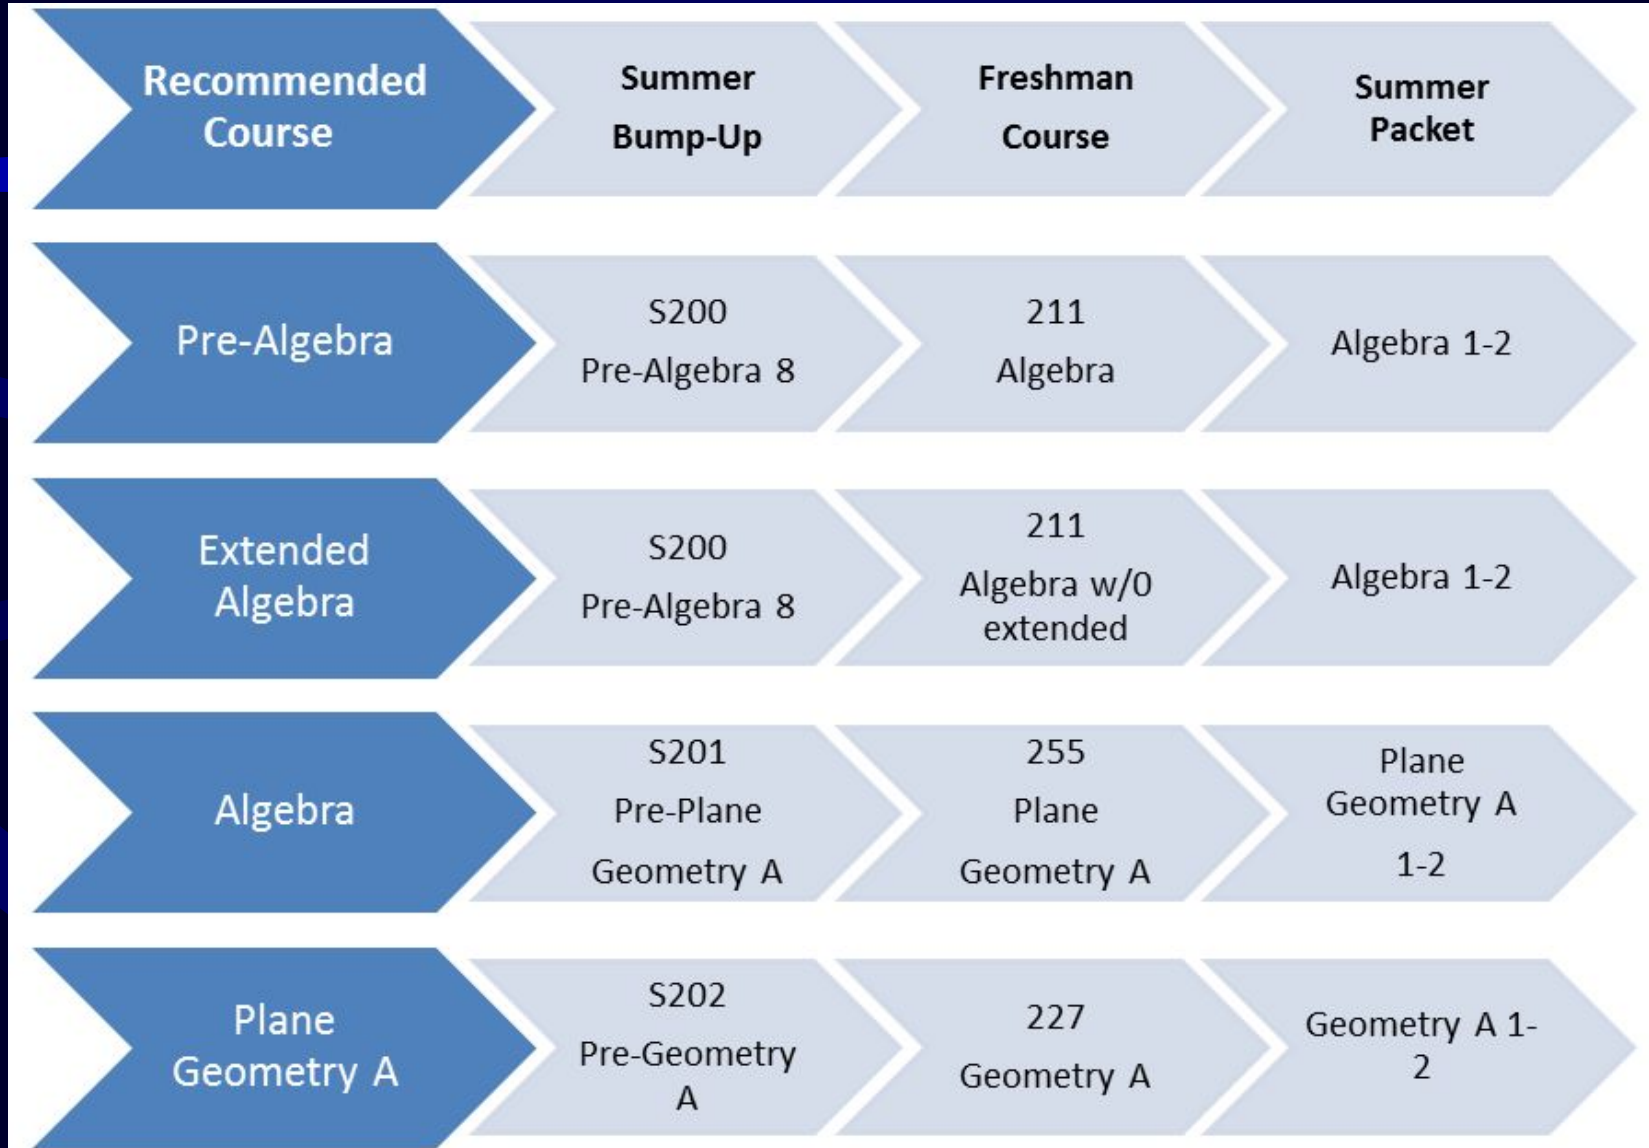 Recommended
Course
Summer
Bump-Up
Freshman
Course
Summer
Packet
Pre-Algebra
S200
Pre-Algebra 8
211
Algebra
Algebra 1-2
Extended
Algebra
S200
Pre-Algebra 8
211
Algebra w/0
extended
Algebra 1-2
Algebra
S201
Pre-Plane
Geometry A
255
Plane
Geometry A
Plane
Geometry A
1-2
Plane
Geometry A
S202
Pre-Geometry
A
227
Geometry A
Geometry A 1-
2